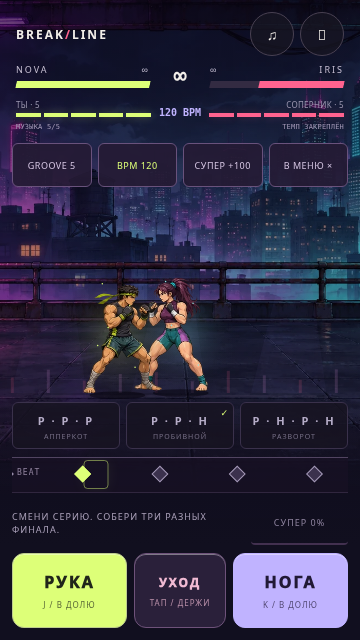 BREAK/LINE
♫
NOVA ∞ ∞ ∞ IRIS
ТЫ · 5 120 BPM СОПЕРНИК · 5
МУЗЫКА 5/5 ТЕМП ЗАКРЕПЛЁН
GROOVE 5 BPM 120 СУПЕР +100 В МЕНЮ ×
Р · Р · Р Р · Р · Н ✓ Р · Н · Р · Н
АППЕРКОТ ПРОБИВНОЙ РАЗВОРОТ
BEAT
СМЕНИ СЕРИЮ. СОБЕРИ ТРИ РАЗНЫХ
ФИНАЛА.
СУПЕР 0%
РУКА УХОД НОГА
J / В ДОЛЮ ТАП / ДЕРЖИ K / В ДОЛЮ